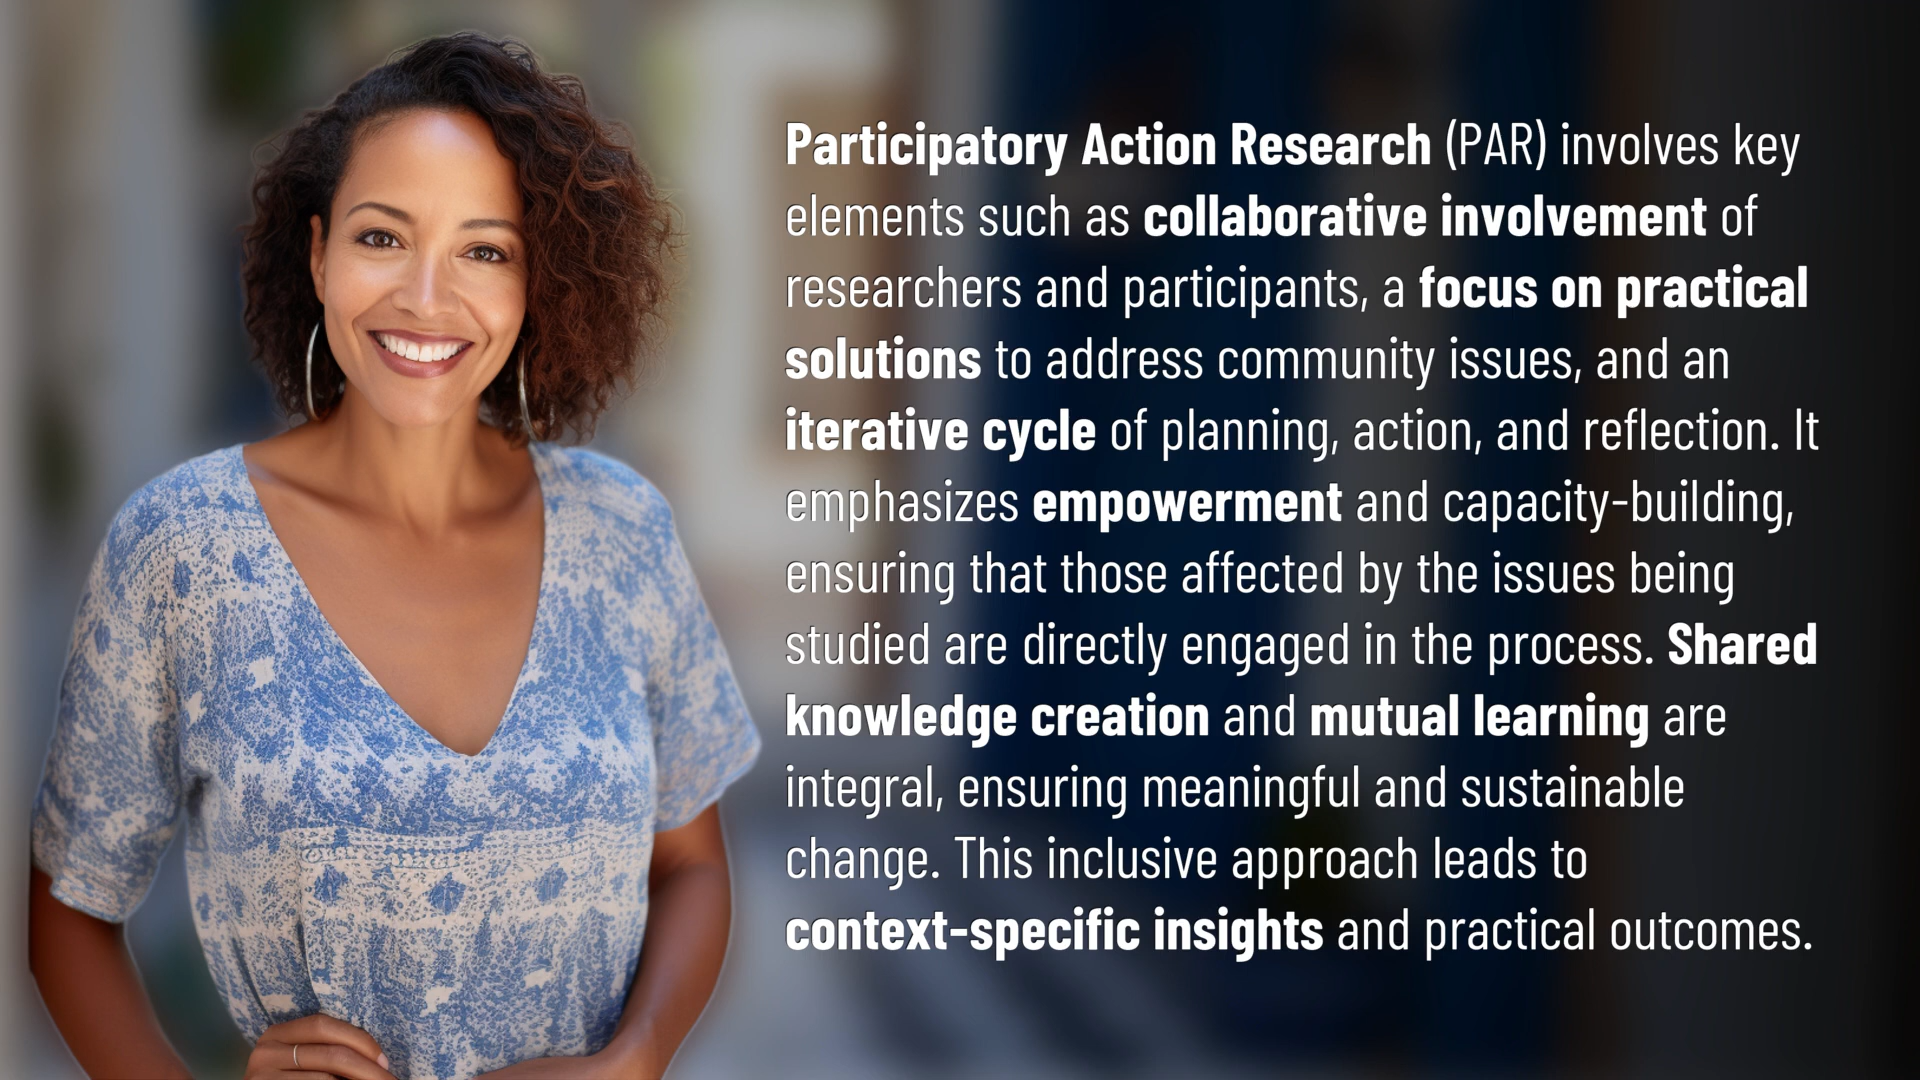 Participatory Action Research (PAR) involves key
elements such as collaborative involvement of
researchers and participants, a focus on practical
solutions to address community issues, and an
iterative cycle of planning, action, and reflection. It
emphasizes empowerment and capacity-building,
ensuring that those affected by the issues being
studied are directly engaged in the process. Shared
knowledge creation and mutual learning are
integral, ensuring meaningful and sustainable
change. This inclusive approach leads to
context-specific insights and practical outcomes.